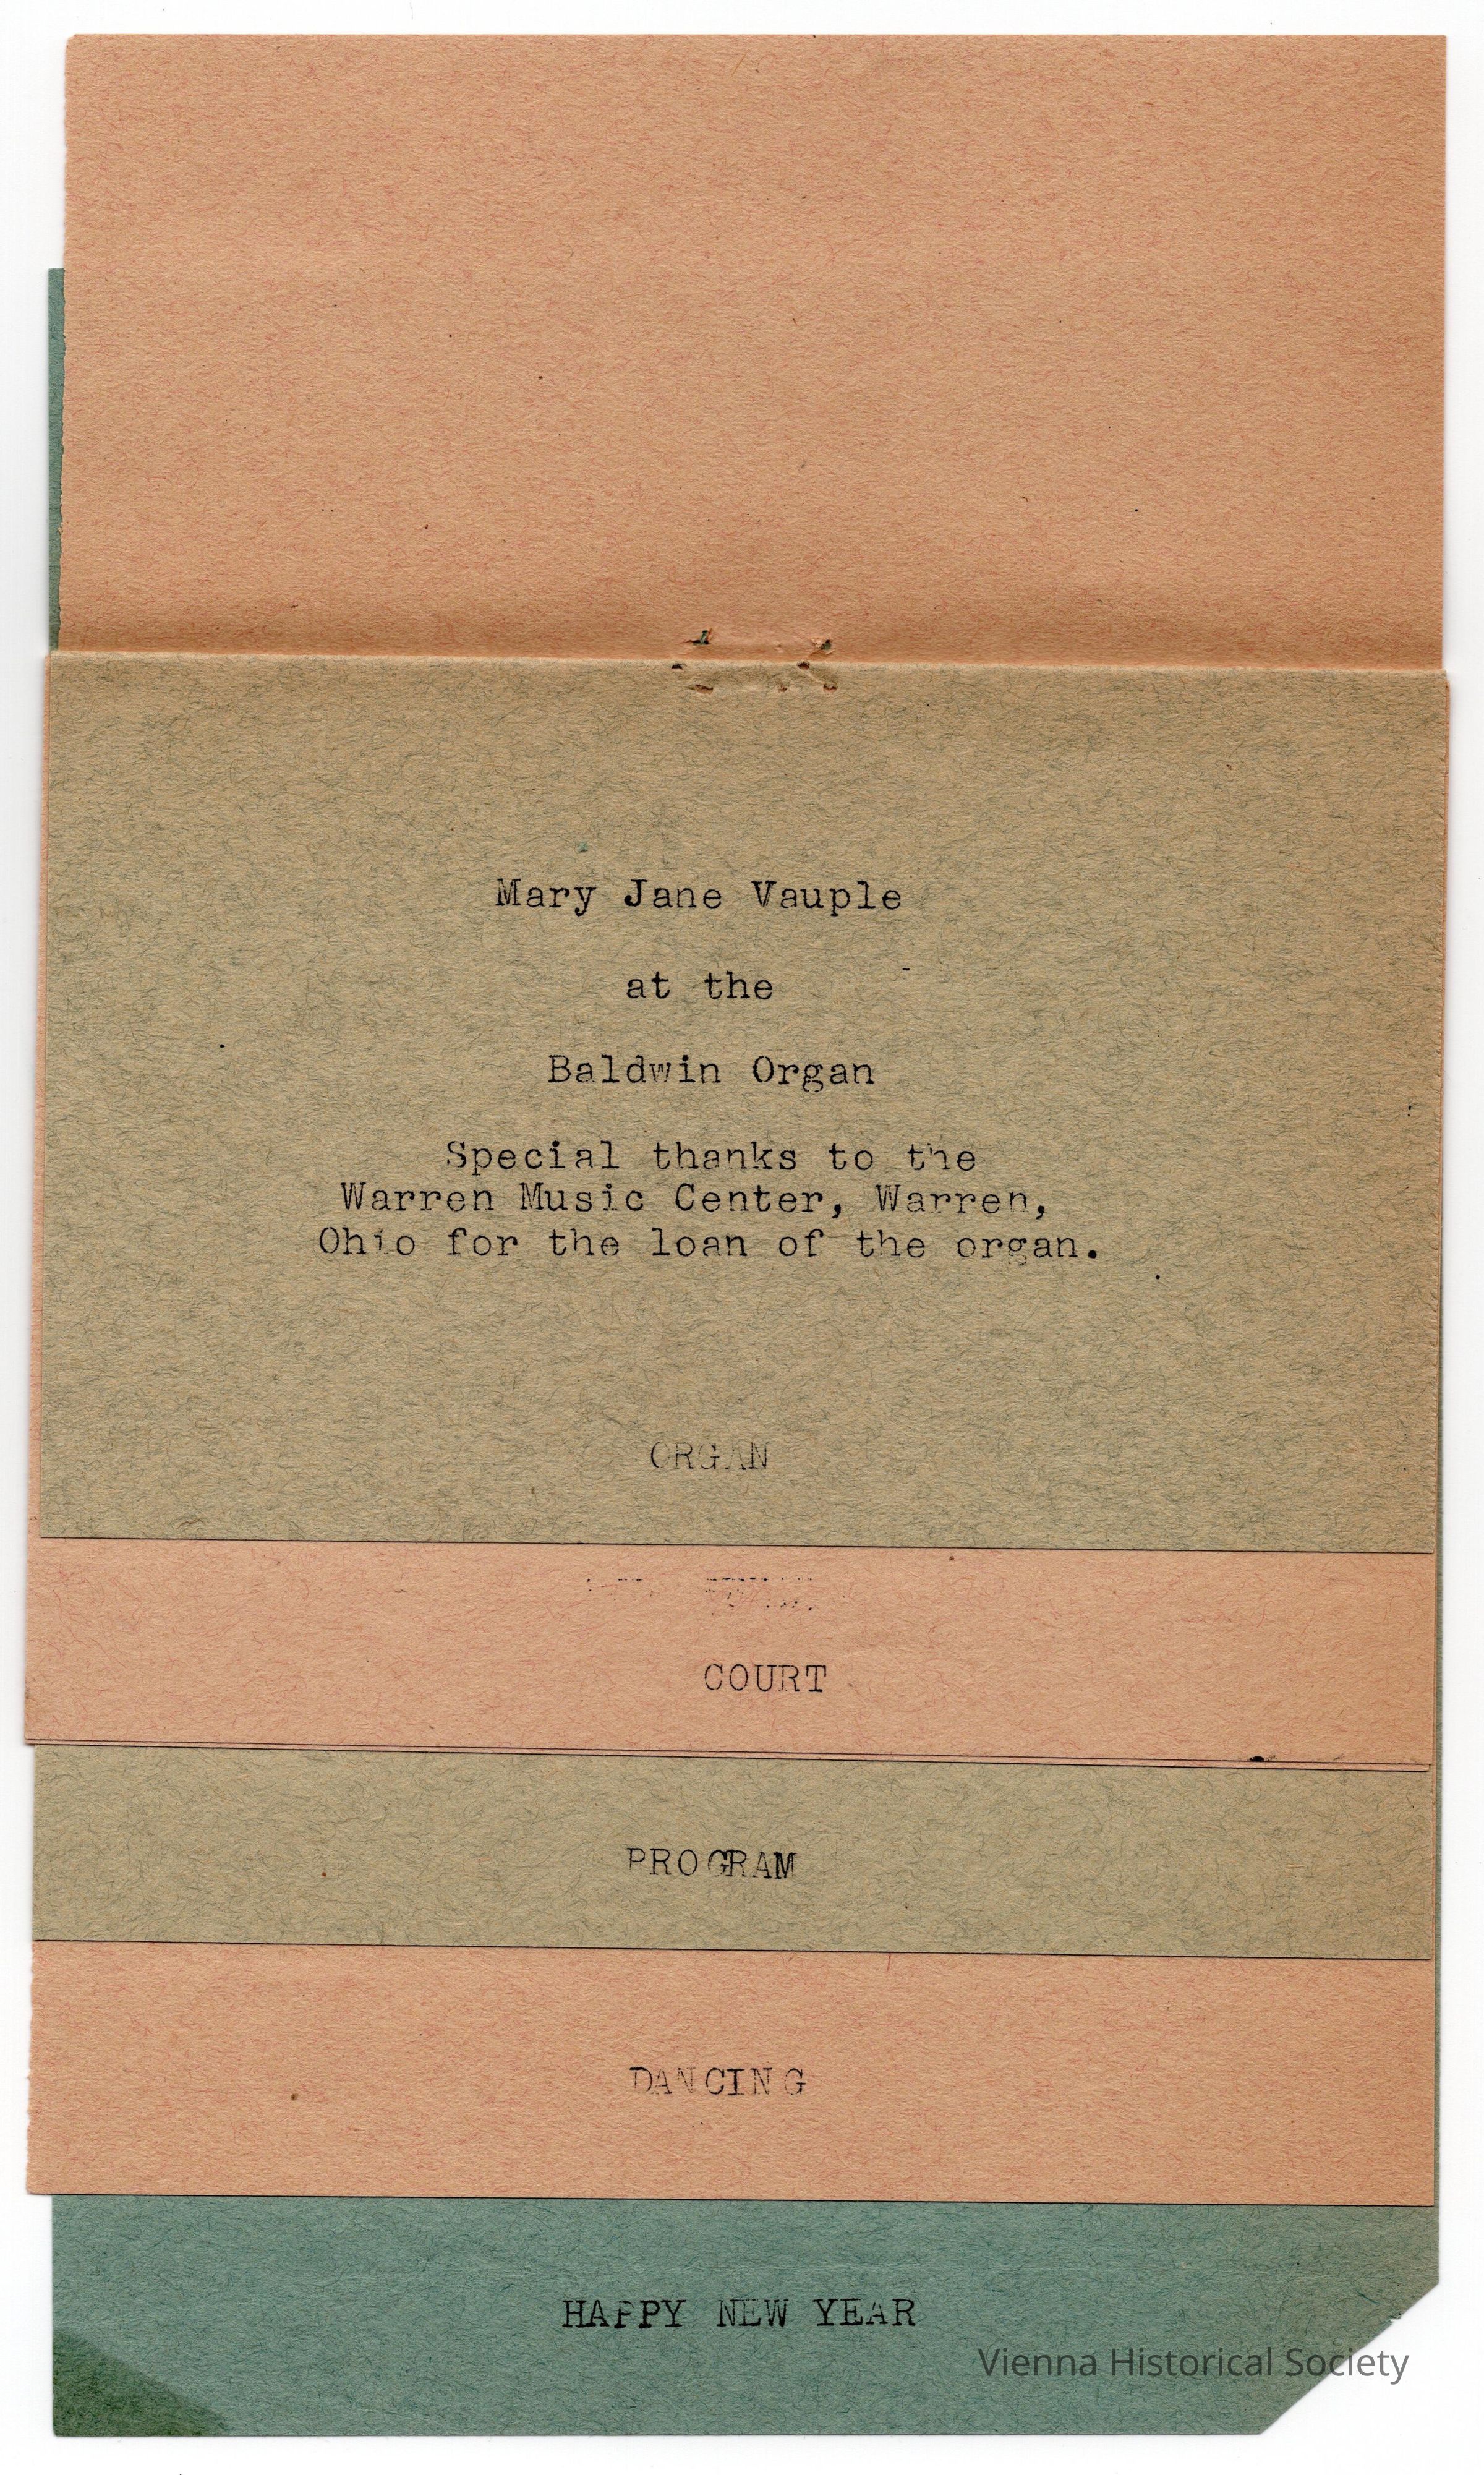 Mary Jane Vauple
at the
Baldwin Organ
Special thanks to the
Warren Music Center, Warren,
Ohio for the loan of the organ.
ORGAN
COURT
PROGRAM
DANCING
HAPPY NEW YEAR
Vienna Historical Society